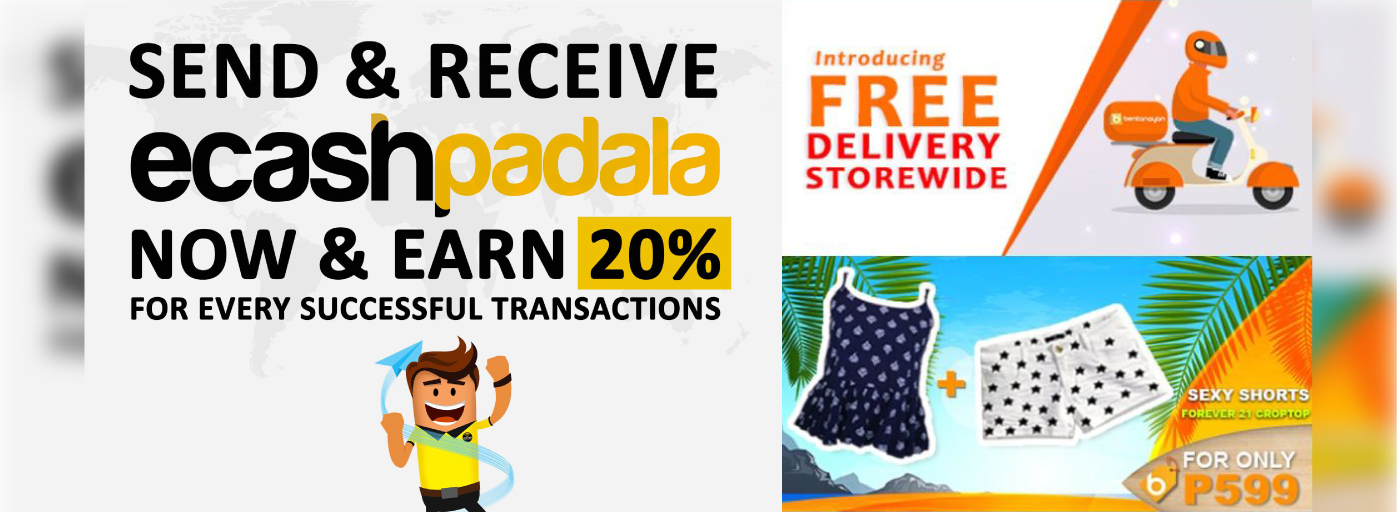 SEND & RECEIVE
ecashpadala
NOW & EARN 20%
FOR EVERY SUCCESSFUL TRANSACTIONS
Introducing
FREE
DELIVERY
STOREWIDE
bentanayan
+
SEXY SHORTS
FOREVER 21 CROPTOP
FOR ONLY
b P599